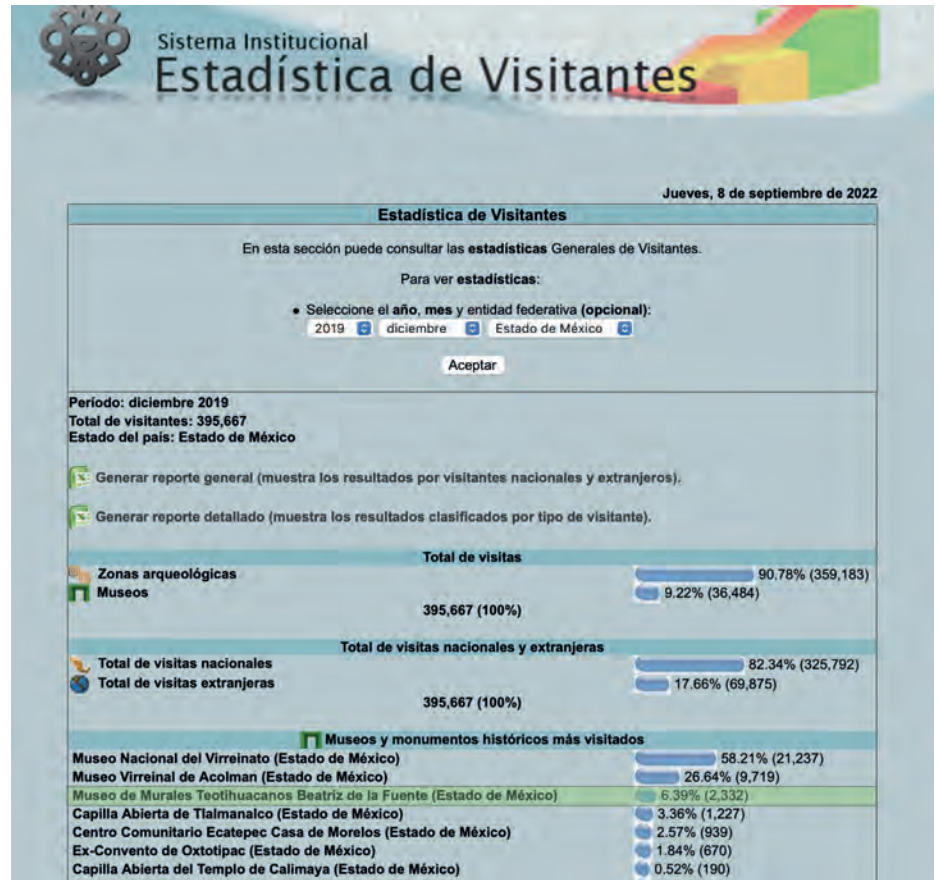 Sistema Institucional
Estadística de Visitantes
Jueves, 8 de septiembre de 2022
Estadística de Visitantes
En esta sección puede consultar las estadísticas Generales de Visitantes.
Para ver estadísticas:
• Seleccione el año, mes y entidad federativa (opcional):
2019 diciembre Estado de México
Aceptar
Período: diciembre 2019
Total de visitantes: 395,667
Estado del país: Estado de México
Generar reporte general (muestra los resultados por visitantes nacionales y extranjeros).
Generar reporte detallado (muestra los resultados clasificados por tipo de visitante).
Total de visitas
Zonas arqueológicas 90.78% (359,183)
Museos 9.22% (36,484)
395,667 (100%)
Total de visitas nacionales y extranjeras
Total de visitas nacionales 82.34% (325,792)
Total de visitas extranjeras 17.66% (69,875)
395,667 (100%)
Museos y monumentos históricos más visitados
Museo Nacional del Virreinato (Estado de México) 58.21% (21,237)
Museo Virreinal de Acolman (Estado de México) 26.64% (9,719)
Museo de Murales Teotihuacanos Beatriz de la Fuente (Estado de México) 6.39% (2,332)
Capilla Abierta de Tlalmanalco (Estado de México) 3.36% (1,227)
Centro Comunitario Ecatepec Casa de Morelos (Estado de México) 2.57% (939)
Ex-Convento de Oxtotipac (Estado de México) 1.84% (670)
Capilla Abierta del Templo de Calimaya (Estado de México) 0.52% (190)